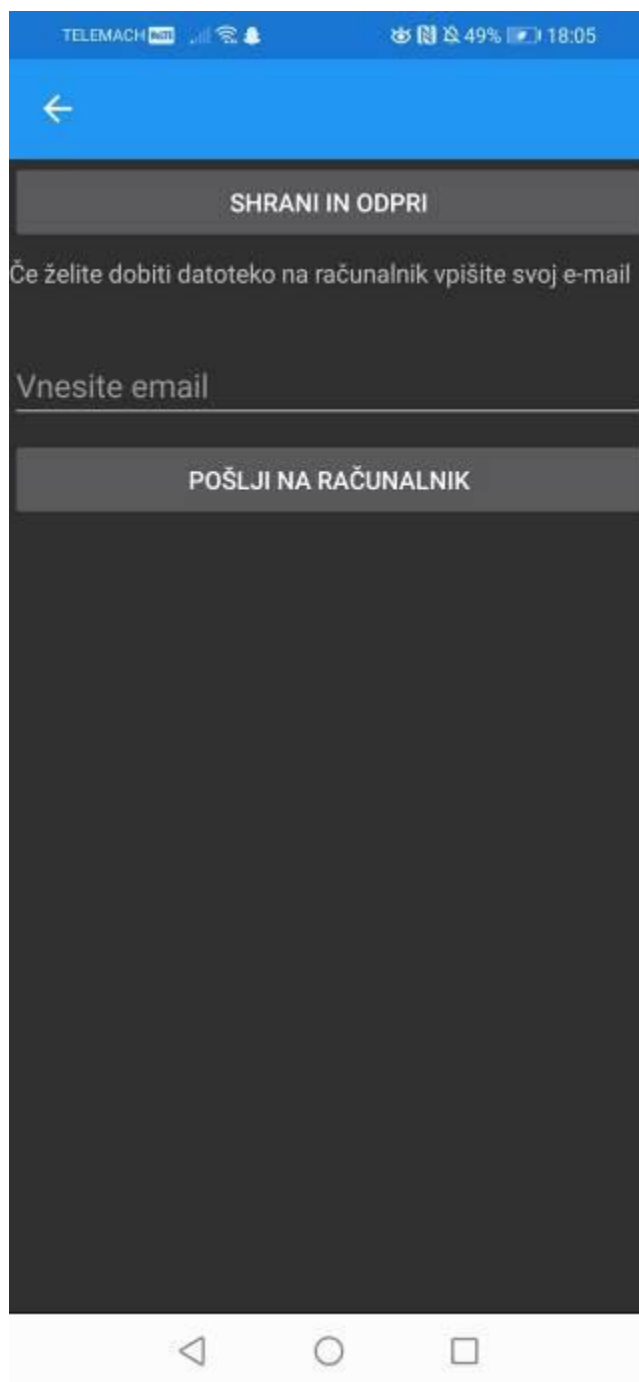 TELEMACH 49% 18:05
SHRANI IN ODPRI
Če želite dobiti datoteko na računalnik vpišite svoj e-mail
Vnesite email
POŠLJI NA RAČUNALNIK